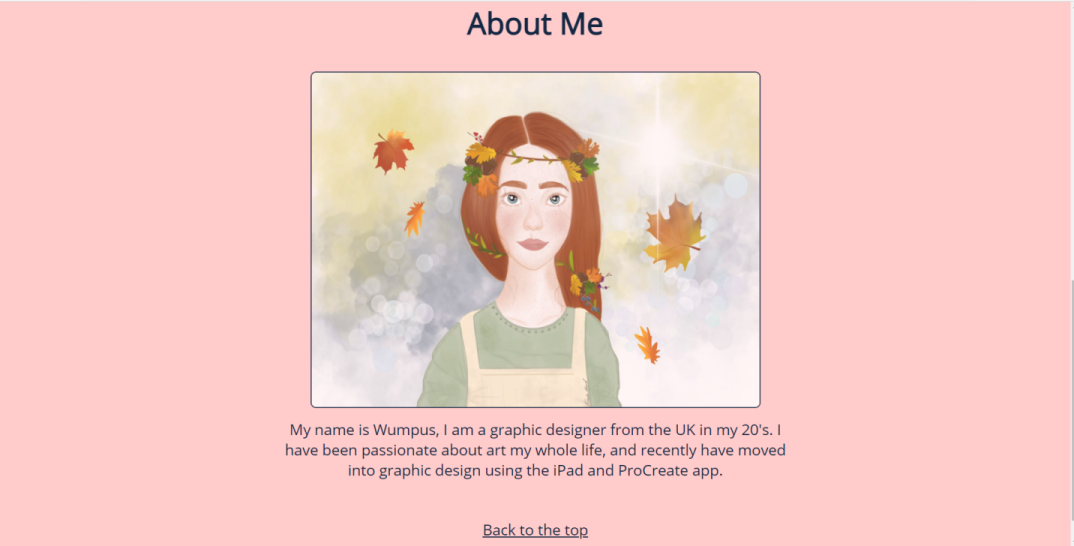 About Me
My name is Wumpus, I am a graphic designer from the UK in my 20's. I
have been passionate about art my whole life, and recently have moved
into graphic design using the iPad and ProCreate app.
Back to the top